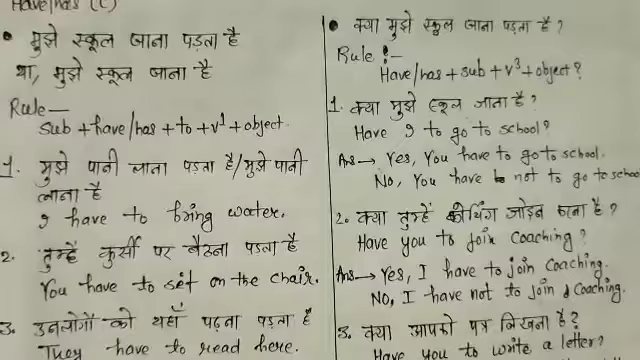 Have/has (C)
• मुझे स्कूल जाना पड़ता है
या, मुझे स्कूल जाना है
Rule—
Sub + have/has + to + v¹ + object.
1. मुझे पानी लाना पड़ता है/मुझे पानी
लाना है
I have to bring water.
2. तुम्हें कुर्सी पर बैठना पड़ता है
You have to sit on the chair.
3. उनलोगों को यहाँ पढ़ना पड़ता है
They have to read here.
• क्या मुझे स्कूल जाना पड़ता है?
Rule :-
Have/has + sub + v³ + object?
1. क्या मुझे स्कूल जाना है?
Have I to go to school?
Ans → Yes, You have to go to school.
No, You have not to go to school
2. क्या तुम्हें कोचिंग जोइन करना है?
Have you to join Coaching?
Ans → Yes, I have to join Coaching.
No, I have not to join Coaching.
3. क्या आपको पत्र लिखना है?
Have you to write a letter?